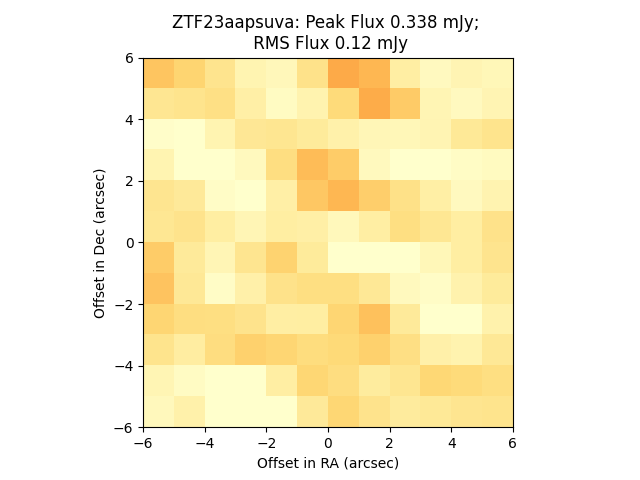 ZTF23aapsuva: Peak Flux 0.338 mJy;
RMS Flux 0.12 mJy
6
4
2
0
−2
−4
−6
Offset in Dec (arcsec)
−6 −4 −2 0 2 4 6
Offset in RA (arcsec)